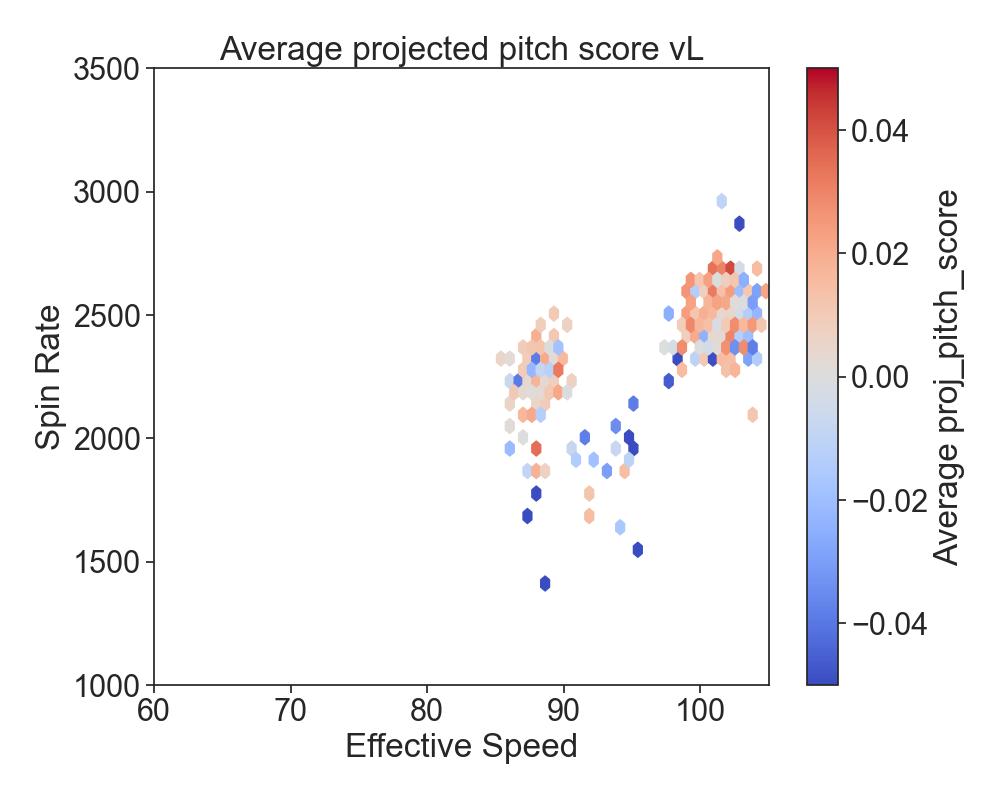 Average projected pitch score vL
3500
3000
2500
2000
1500
1000
Spin Rate
60 70 80 90 100
Effective Speed
0.04
0.02
0.00
−0.02
−0.04
Average proj_pitch_score